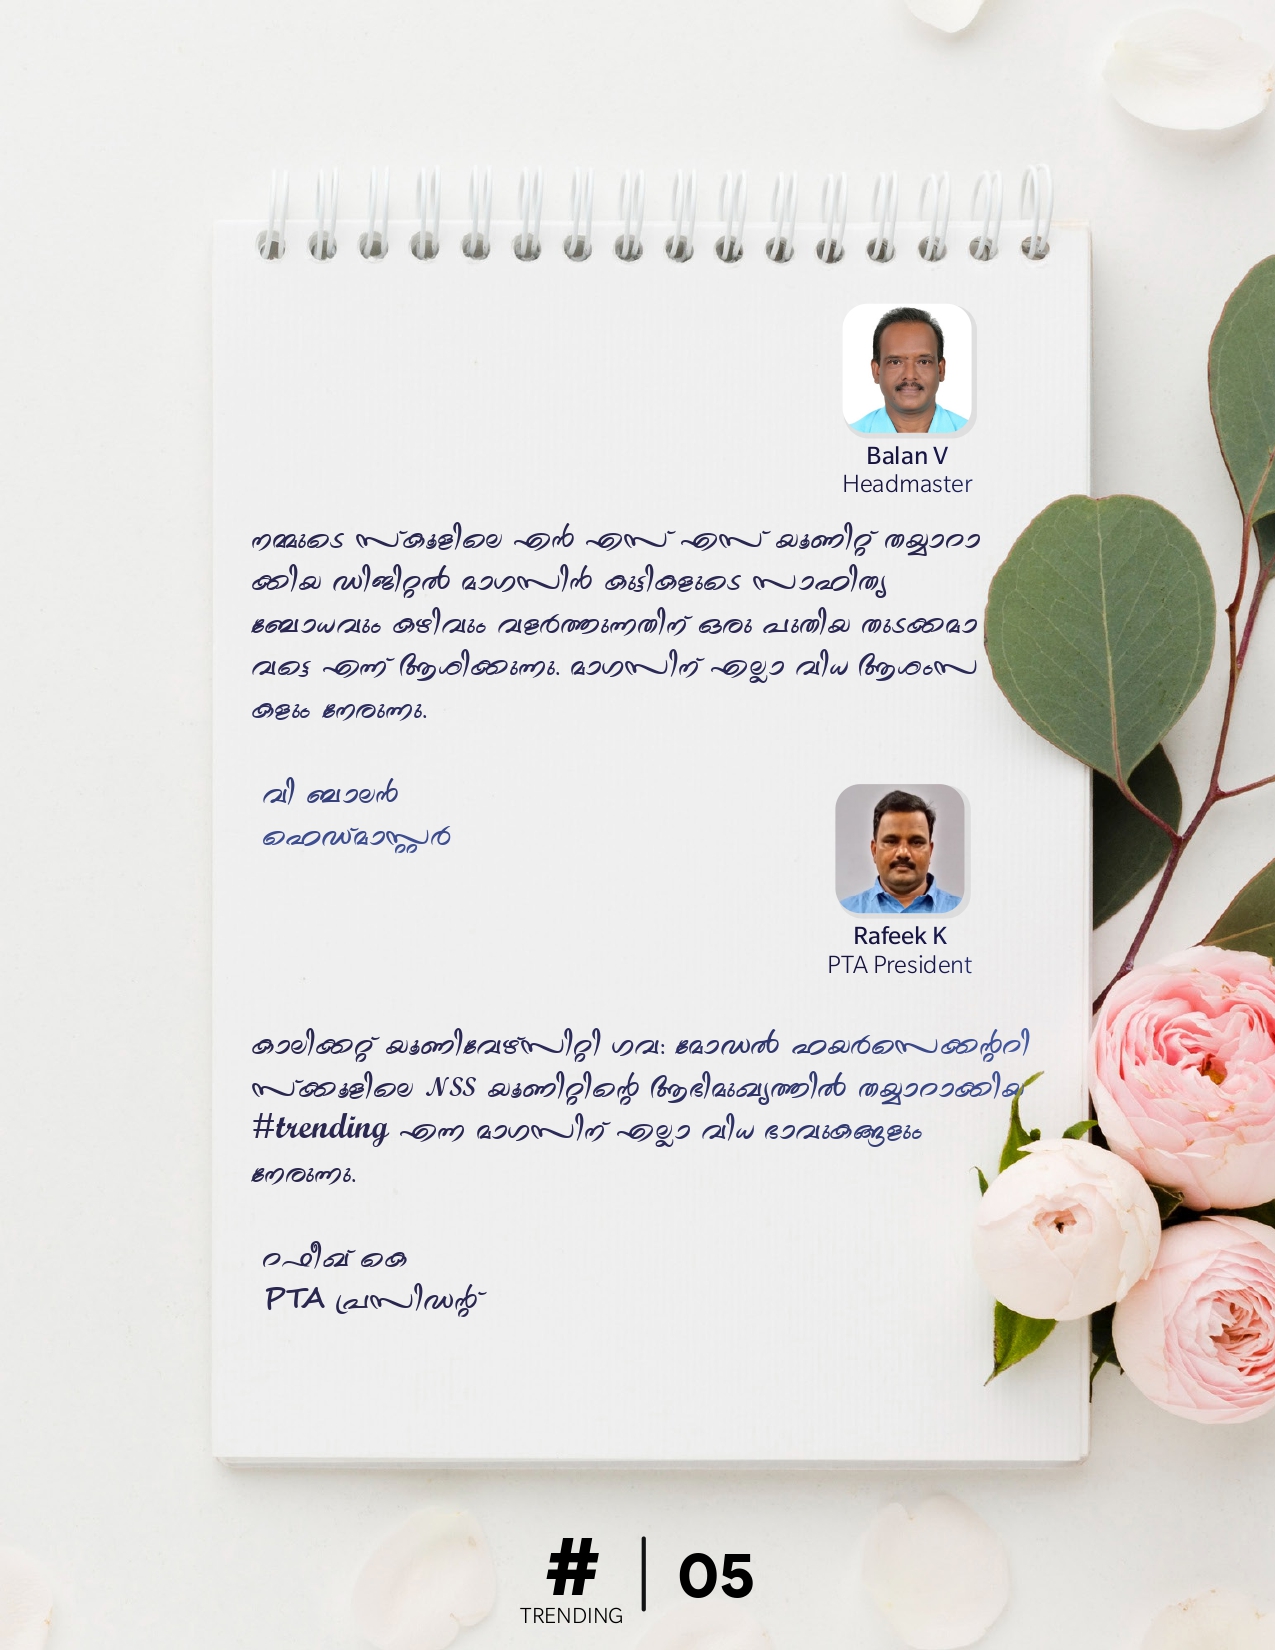 Balan V
Headmaster
നമ്മുടെ സ്കൂളിലെ എൻ എസ് എസ് യൂണിറ്റ് തയ്യാറാ
ക്കിയ ഡിജിറ്റൽ മാഗസിൻ കുട്ടികളുടെ സാഹിത്യ
ബോധവും കഴിവും വളർത്തുന്നതിന് ഒരു പുതിയ തുടക്കമാ
വട്ടെ എന്ന് ആശിക്കുന്നു. മാഗസിന് എല്ലാ വിധ ആശംസ
കളും നേരുന്നു.
വി ബാലൻ
ഹെഡ്മാസ്റ്റർ
Rafeek K
PTA President
കാലിക്കറ്റ് യൂണിവേഴ്സിറ്റി ഗവ: മോഡൽ ഹയർസെക്കന്ററി
സ്ക്കൂളിലെ NSS യൂണിറ്റിന്റെ ആഭിമുഖ്യത്തിൽ തയ്യാറാക്കിയ
#trending എന്ന മാഗസിന് എല്ലാ വിധ ഭാവുകങ്ങളും
നേരുന്നു.
റഫീഖ് കെ
PTA പ്രസിഡന്റ്
# | 05
TRENDING